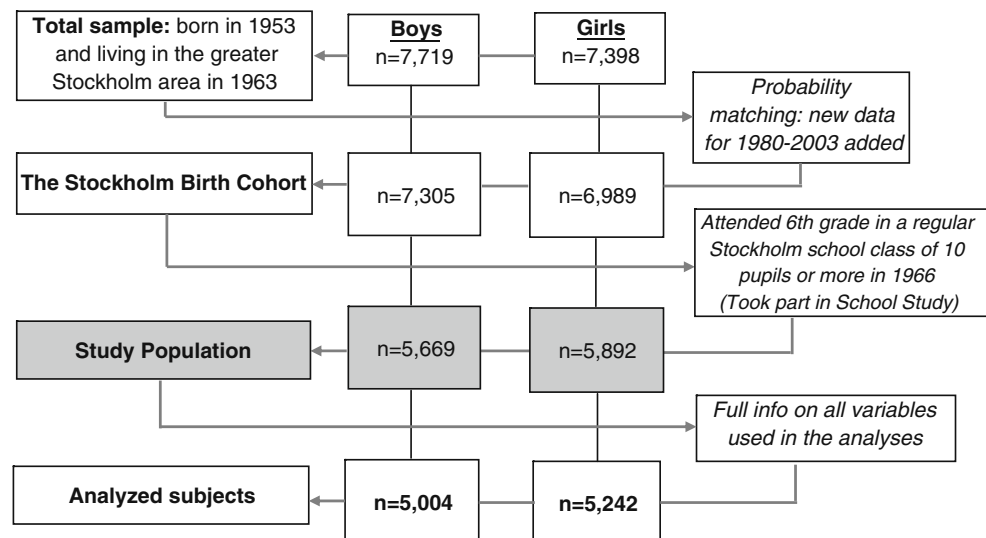 Total sample: born in 1953
and living in the greater
Stockholm area in 1963
Boys
n=7,719
Girls
n=7,398
Probability
matching: new data
for 1980-2003 added
The Stockholm Birth Cohort
n=7,305
n=6,989
Attended 6th grade in a regular
Stockholm school class of 10
pupils or more in 1966
(Took part in School Study)
Study Population
n=5,669
n=5,892
Full info on all variables
used in the analyses
Analyzed subjects
n=5,004
n=5,242